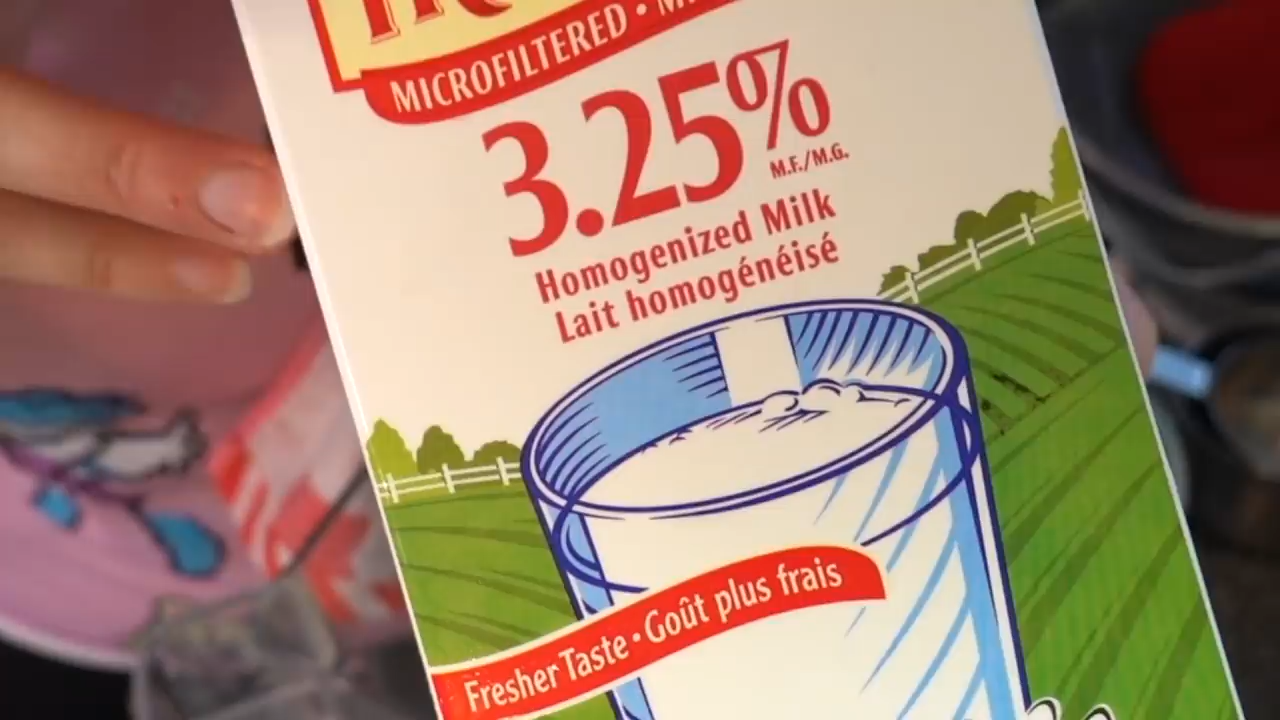 MICROFILTERED •
3.25%
M.F./M.G.
Homogenized Milk
Lait homogénéisé
Fresher Taste • Goût plus frais